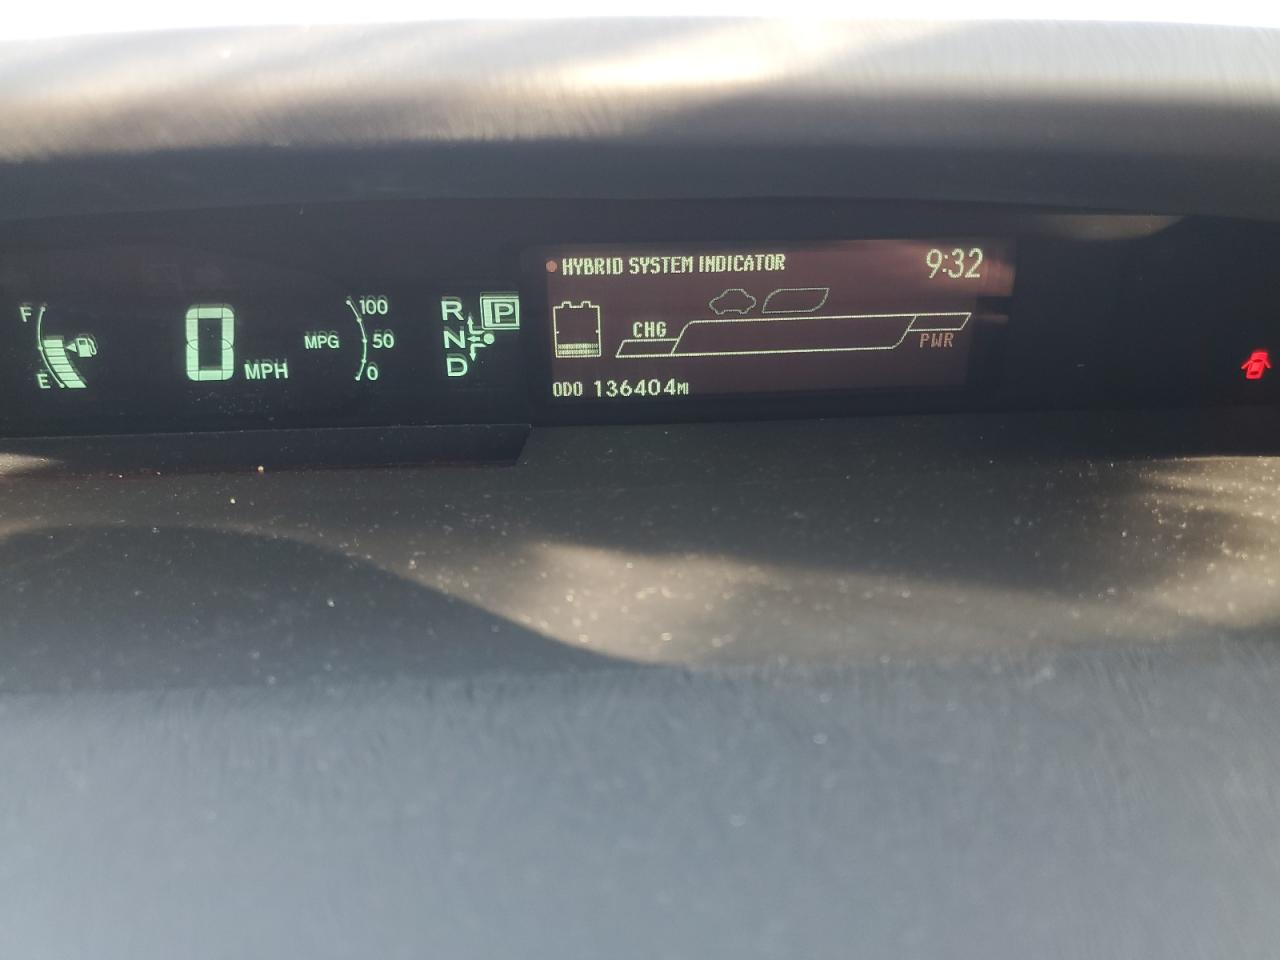 F
E
0 MPH
MPG
100
50
0
R
N
D
P
HYBRID SYSTEM INDICATOR
9:32
CHG
PWR
ODO 136404MI